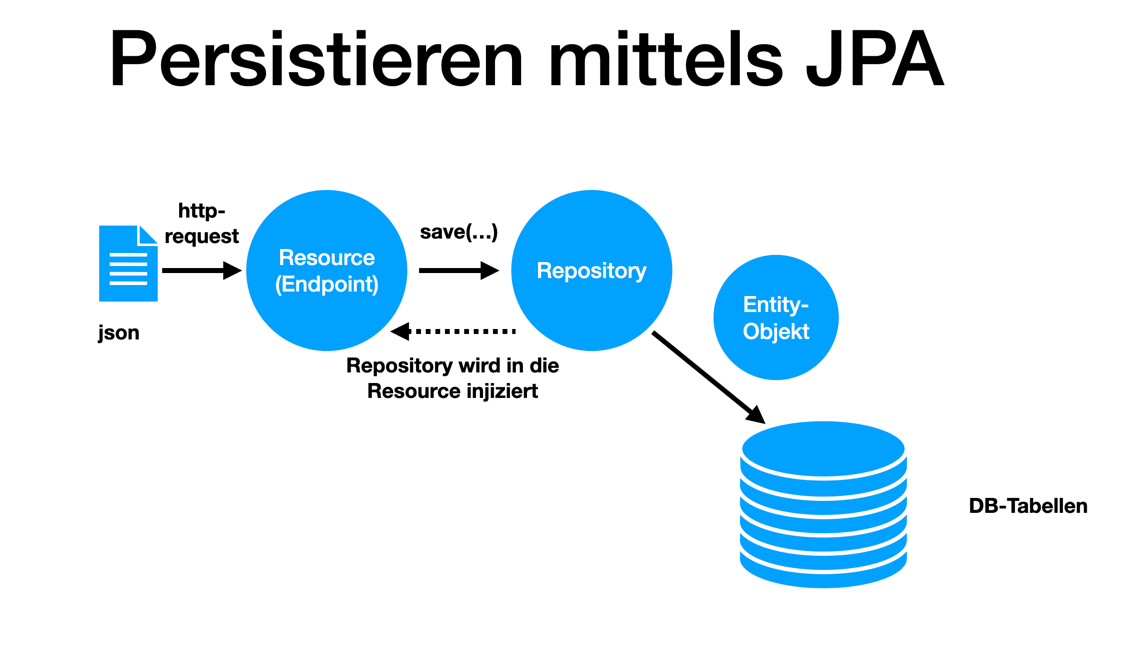 Persistieren mittels JPA
http-
request
json
Resource
(Endpoint)
save(...)
Repository
Repository wird in die
Resource injiziert
Entity-
Objekt
DB-Tabellen